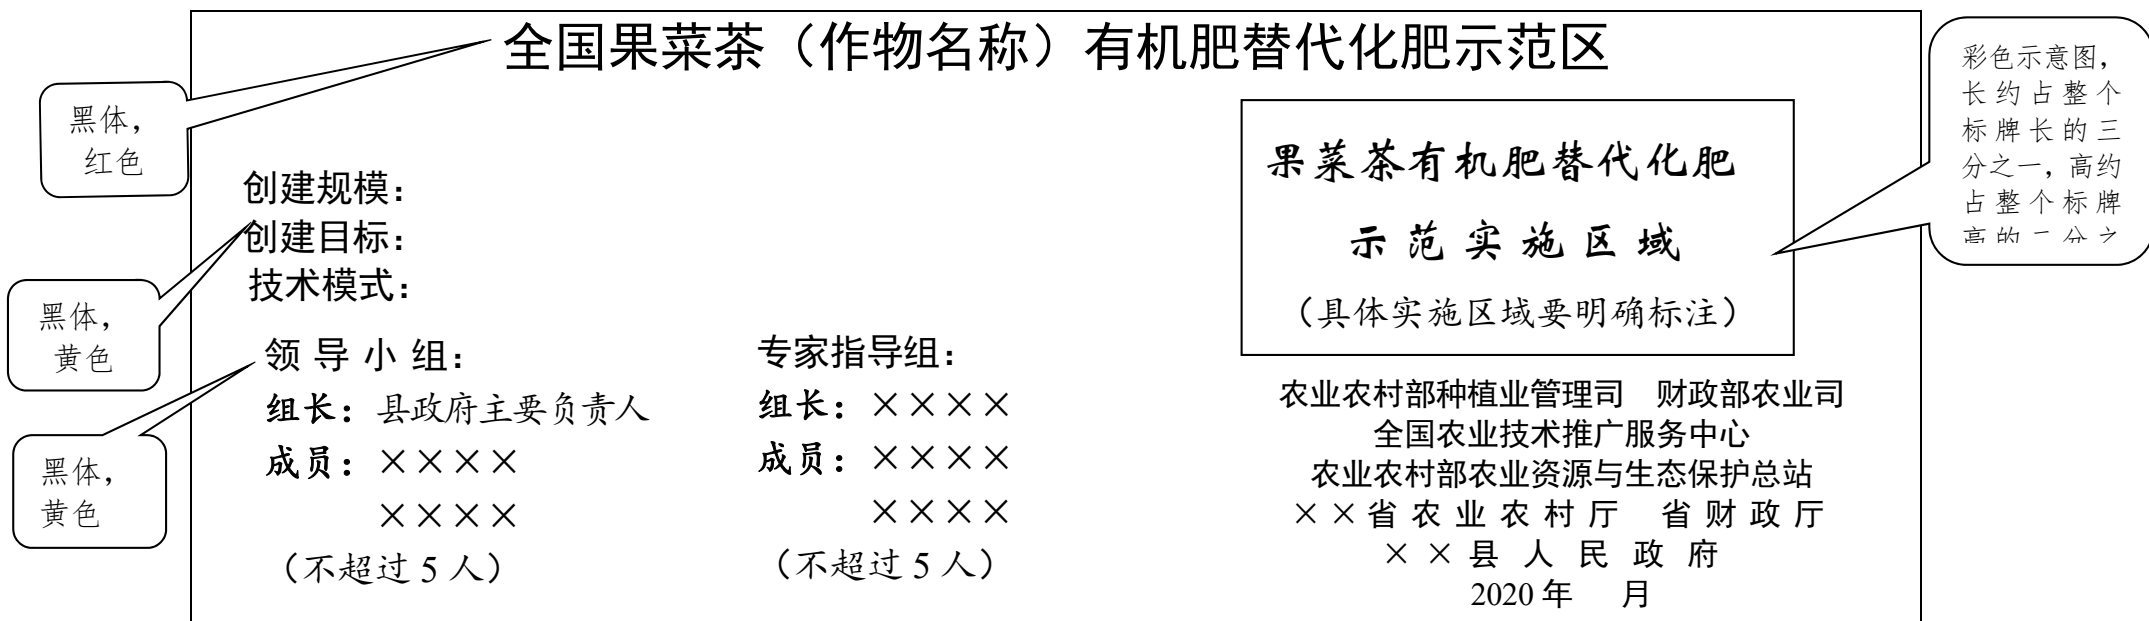 全国果菜茶（作物名称）有机肥替代化肥示范区
黑体，
红色
创建规模：
创建目标：
技术模式：
黑体，
黄色
领导小组：
组长：县政府主要负责人
成员：××××
××××
（不超过5人）
黑体，
黄色
专家指导组：
组长：××××
成员：××××
××××
（不超过5人）
果菜茶有机肥替代化肥
示范实施区域
（具体实施区域要明确标注）
彩色示意图，
长约占整个
标牌长的三
分之一，高约
占整个标牌
高的二分之
农业农村部种植业管理司 财政部农业司
全国农业技术推广服务中心
农业农村部农业资源与生态保护总站
××省农业农村厅 省财政厅
××县人民政府
2020年 月